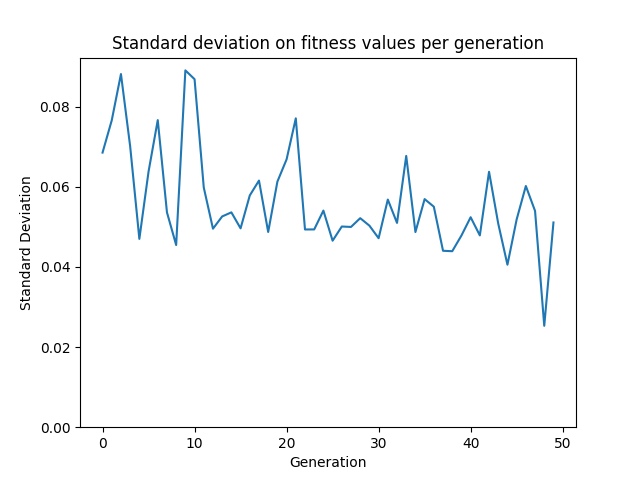 Standard deviation on fitness values per generation
Standard Deviation
0.08
0.06
0.04
0.02
0.00
0 10 20 30 40 50
Generation